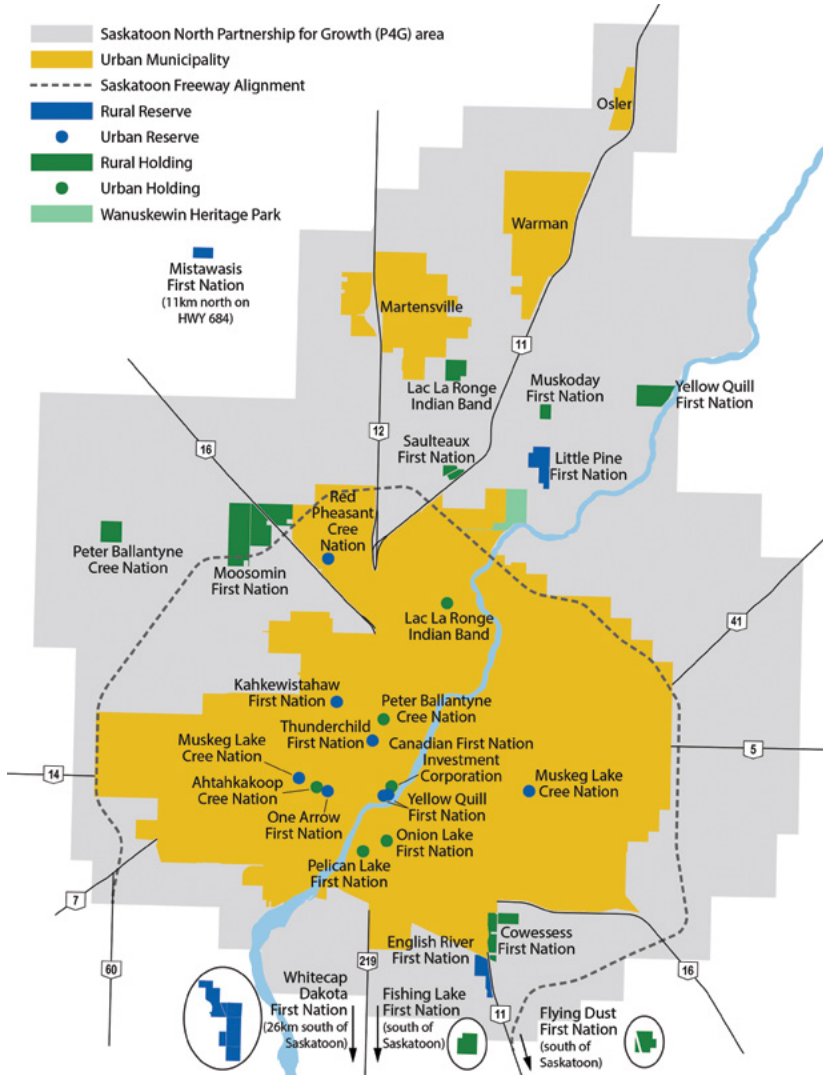 Saskatoon North Partnership for Growth (P4G) area
Urban Municipality
Saskatoon Freeway Alignment
Rural Reserve
Urban Reserve
Rural Holding
Urban Holding
Wanuskewin Heritage Park
Osler
Warman
Mistawasis
First Nation
(11km north on
HWY 684)
Martensville
11
Lac La Ronge
Indian Band
Muskoday
First Nation
Yellow Quill
First Nation
12
16
Saulteaux
First Nation
Little Pine
First Nation
Red
Pheasant
Cree
Nation
Peter Ballantyne
Cree Nation
Moosomin
First Nation
Lac La Ronge
Indian Band
41
Kahkewistahaw
First Nation
Peter Ballantyne
Cree Nation
Thunderchild
First Nation
Canadian First Nation
Investment
Corporation
5
Muskeg Lake
Cree Nation
14
Ahtahkakoop
Cree Nation
Muskeg Lake
Cree Nation
One Arrow
First Nation
Yellow Quill
First Nation
Onion Lake
First Nation
Pelican Lake
First Nation
7
60
219
English River
First Nation
Cowessess
First Nation
16
11
Whitecap
Dakota
First Nation
(26km south of
Saskatoon)
Fishing Lake
First Nation
(south of
Saskatoon)
Flying Dust
First Nation
(south of
Saskatoon)